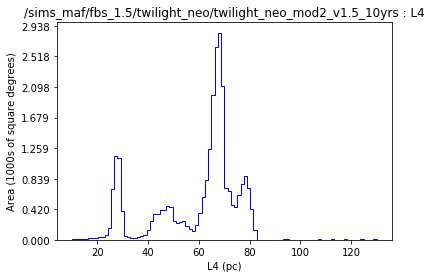 /sims_maf/fbs_1.5/twilight_neo/twilight_neo_mod2_v1.5_10yrs : L4
Area (1000s of square degrees)
2.938
2.518
2.098
1.679
1.259
0.839
0.420
0.000
20 40 60 80 100 120
L4 (pc)